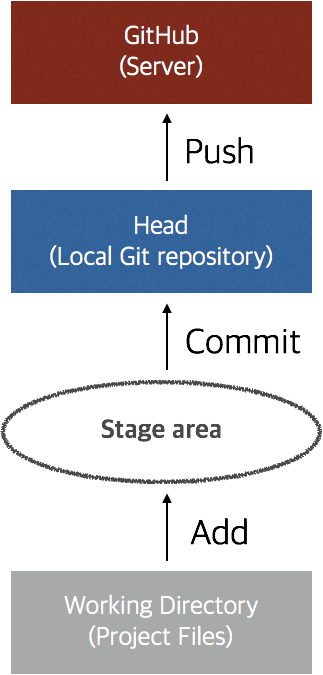 GitHub
(Server)
Push
Head
(Local Git repository)
Commit
Stage area
Add
Working Directory
(Project Files)